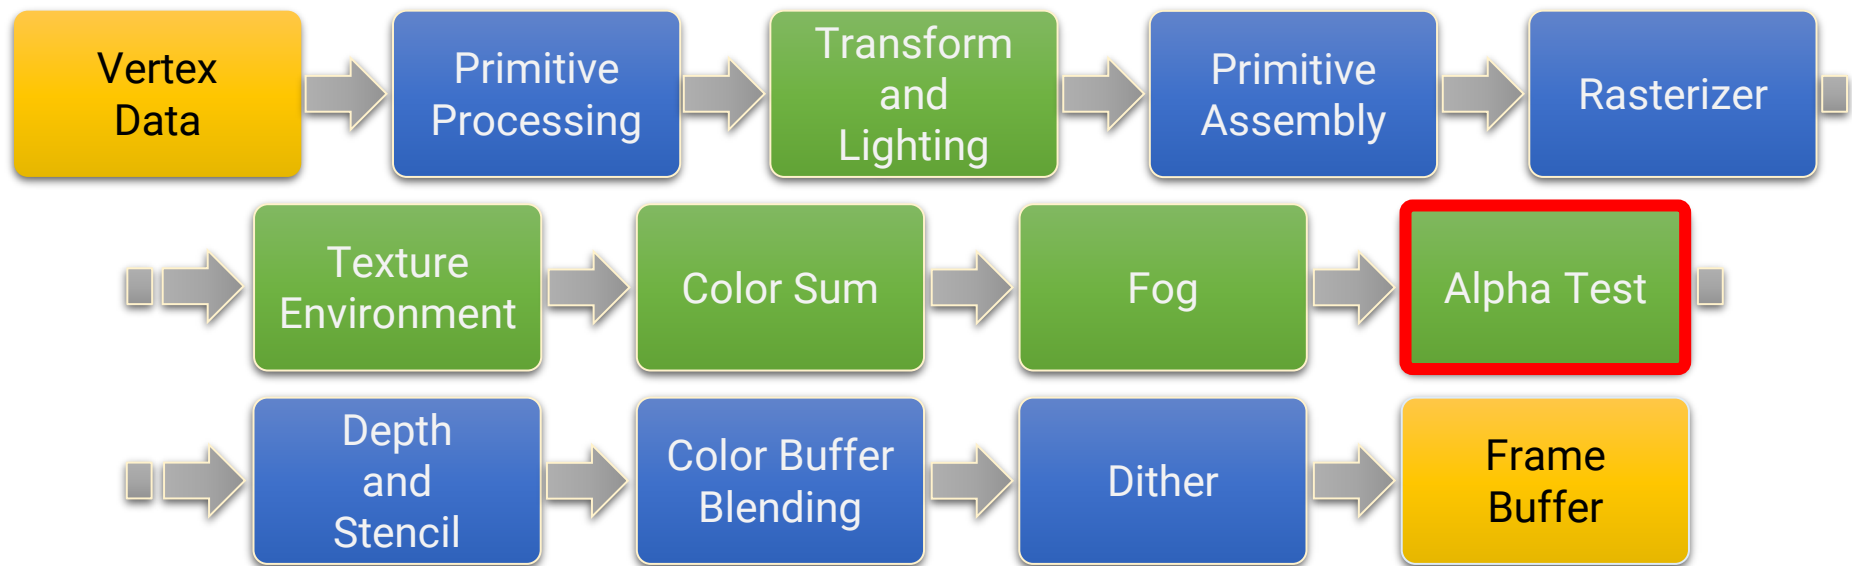 Vertex
Data
Primitive
Processing
Transform
and
Lighting
Primitive
Assembly
Rasterizer
Texture
Environment
Color Sum
Fog
Alpha Test
Depth
and
Stencil
Color Buffer
Blending
Dither
Frame
Buffer